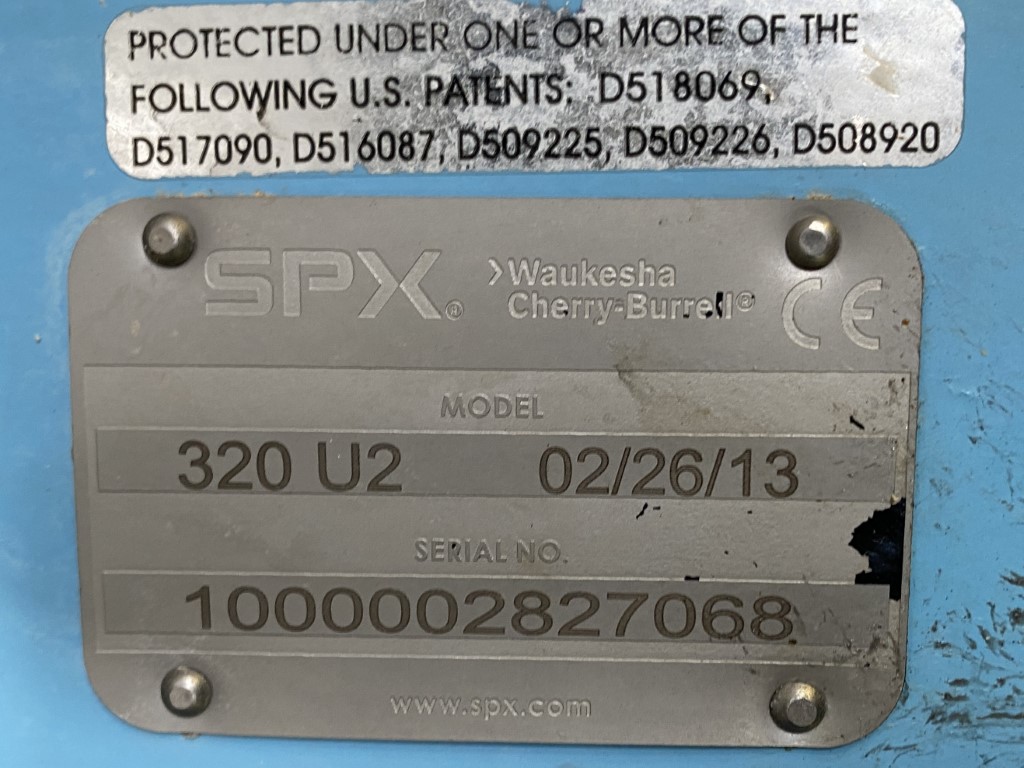 PROTECTED UNDER ONE OR MORE OF THE
FOLLOWING U.S. PATENTS: D518069,
D517090, D516087, D509225, D509226, D508920
SPX®
Waukesha
Cherry-Burrell®
CE
MODEL
320 U2 02/26/13
SERIAL NO.
1000002827068
www.spx.com